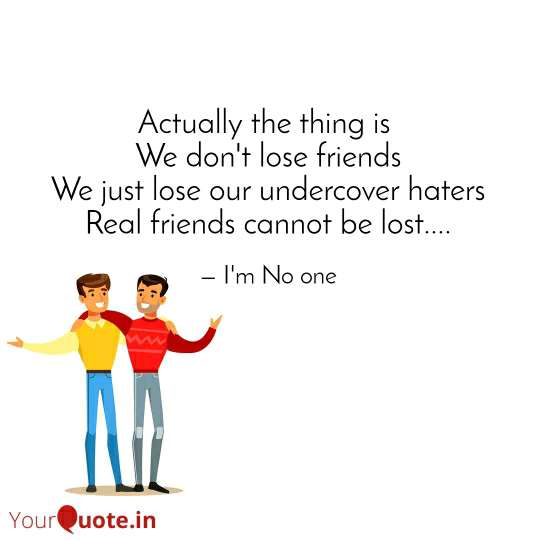 Actually the thing is
We don't lose friends
We just lose our undercover haters
Real friends cannot be lost....
— I'm No one
YourQuote.in